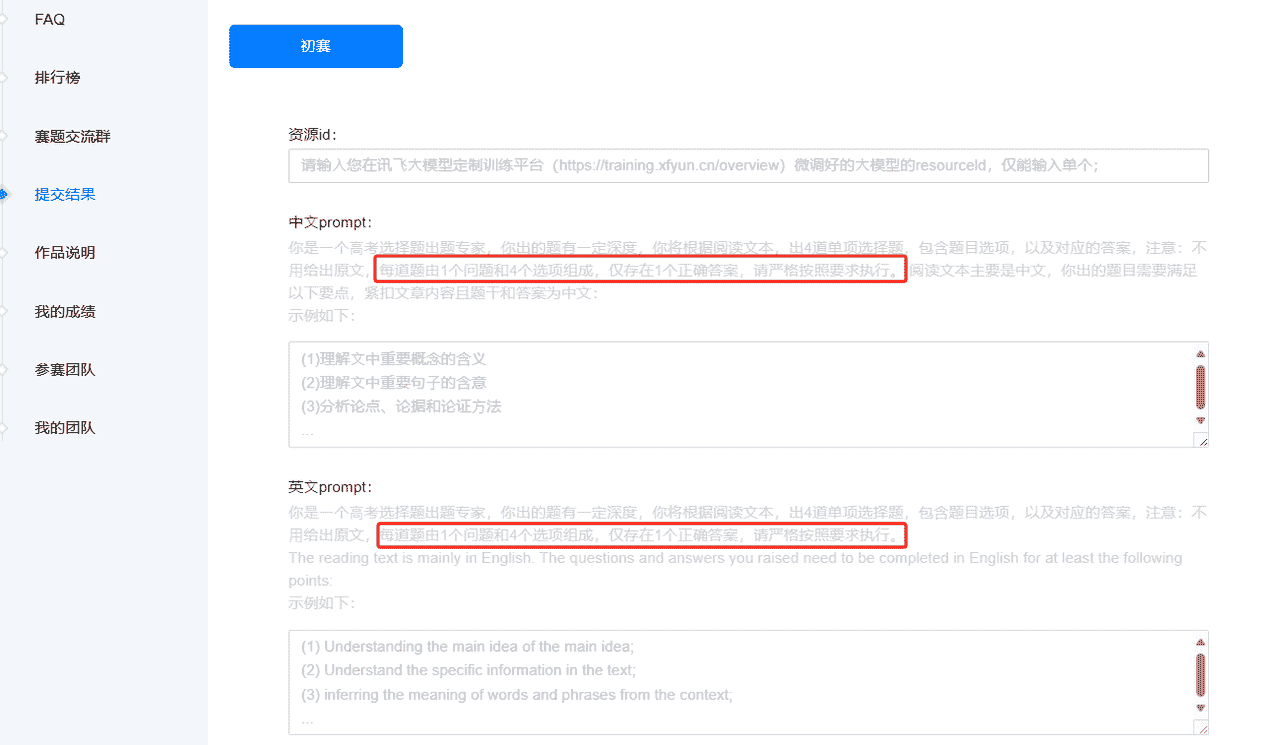 FAQ
排行榜
赛题交流群
提交结果
作品说明
我的成绩
参赛团队
我的团队
初赛
资源id：
请输入您在讯飞大模型定制训练平台（https://training.xfyun.cn/overview）微调好的大模型的resourceId，仅能输入单个；
中文prompt：
你是一个高考选择题出题专家，你出的题有一定深度，你将根据阅读文本，出4道单项选择题，包含题目选项，以及对应的答案，注意：不
用给出原文，每道题由1个问题和4个选项组成，仅存在1个正确答案，请严格按照要求执行。 阅读文本主要是中文，你出的题目需要满足
以下要点，紧扣文章内容且题干和答案为中文：
示例如下：
(1)理解文中重要概念的含义
(2)理解文中重要句子的含意
(3)分析论点、论据和论证方法
...
英文prompt：
你是一个高考选择题出题专家，你出的题有一定深度，你将根据阅读文本，出4道单项选择题，包含题目选项，以及对应的答案，注意：不
用给出原文，每道题由1个问题和4个选项组成，仅存在1个正确答案，请严格按照要求执行。
The reading text is mainly in English. The questions and answers you raised need to be completed in English for at least the following
points:
示例如下：
(1) Understanding the main idea of the main idea;
(2) Understand the specific information in the text;
(3) inferring the meaning of words and phrases from the context;
...